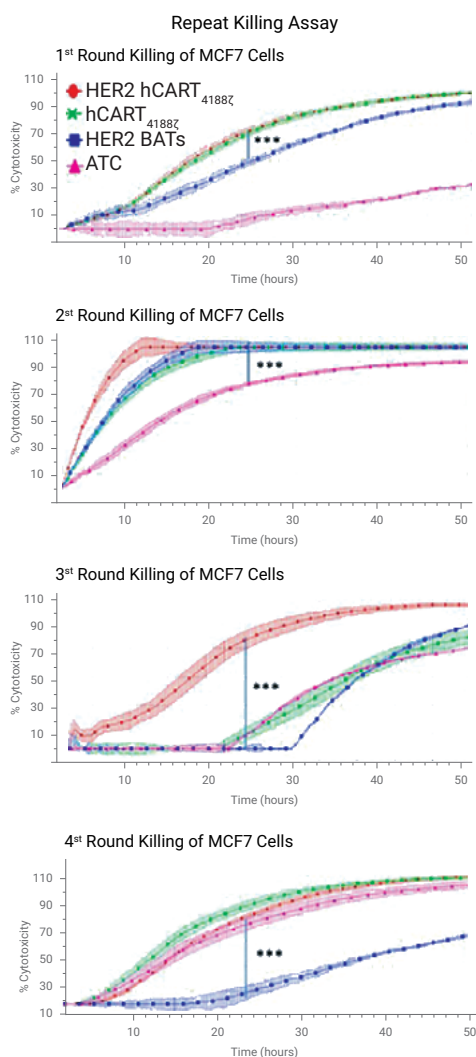 Repeat Killing Assay
1st Round Killing of MCF7 Cells
% Cytotoxicity
110
90
70
50
30
10
HER2 hCART4188ζ
hCART4188ζ
HER2 BATs
ATC
***
10 20 30 40 50
Time (hours)
2st Round Killing of MCF7 Cells
% Cytotoxicity
110
90
70
50
30
10
***
10 20 30 40 50
Time (hours)
3st Round Killing of MCF7 Cells
% Cytotoxicity
110
90
70
50
30
10
***
10 20 30 40 50
Time (hours)
4st Round Killing of MCF7 Cells
% Cytotoxicity
110
90
70
50
30
10
***
10 20 30 40 50
Time (hours)